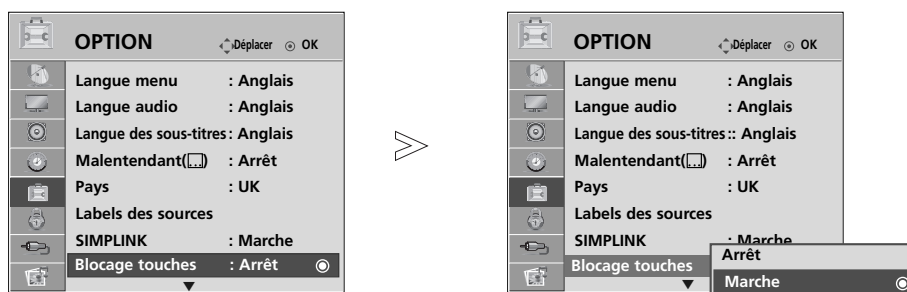 OPTION Déplacer OK
Langue menu : Anglais
Langue audio : Anglais
Langue des sous-titres : Anglais
Malentendant(...) : Arrêt
Pays : UK
Labels des sources
SIMPLINK : Marche
Blocage touches : Arrêt
OPTION Déplacer OK
Langue menu : Anglais
Langue audio : Anglais
Langue des sous-titres :: Anglais
Malentendant(...) : Arrêt
Pays : UK
Labels des sources
SIMPLINK : Marche
Blocage touches
Arrêt
Marche